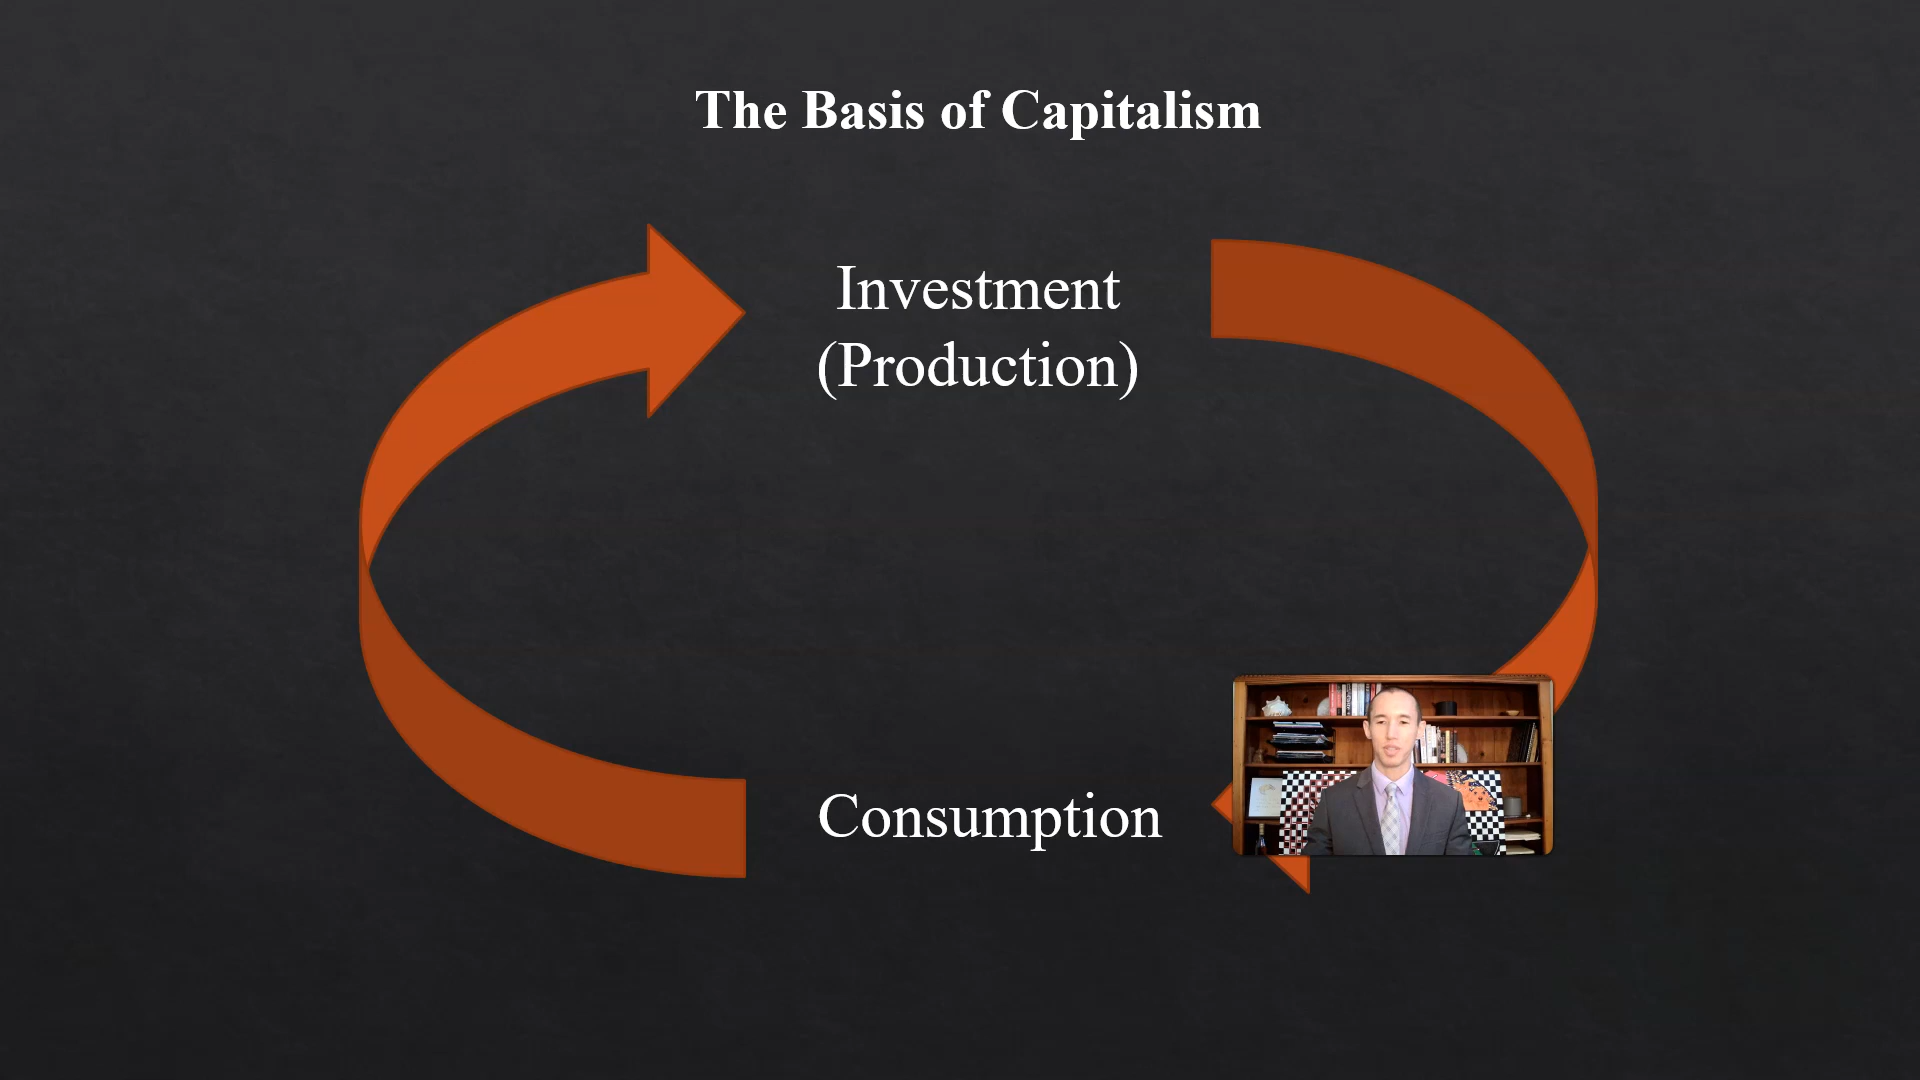 The Basis of Capitalism
Investment
(Production)
Consumption